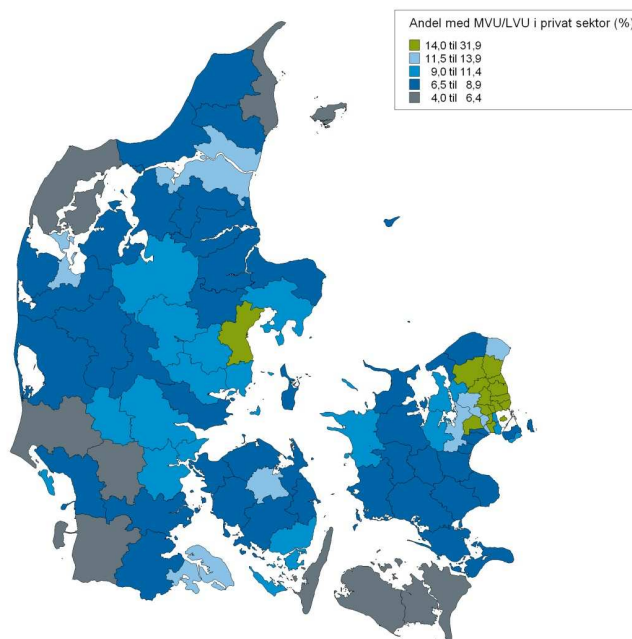 Andel med MVU/LVU i privat sektor (%)
14,0 til 31,9
11,5 til 13,9
9,0 til 11,4
6,5 til 8,9
4,0 til 6,4